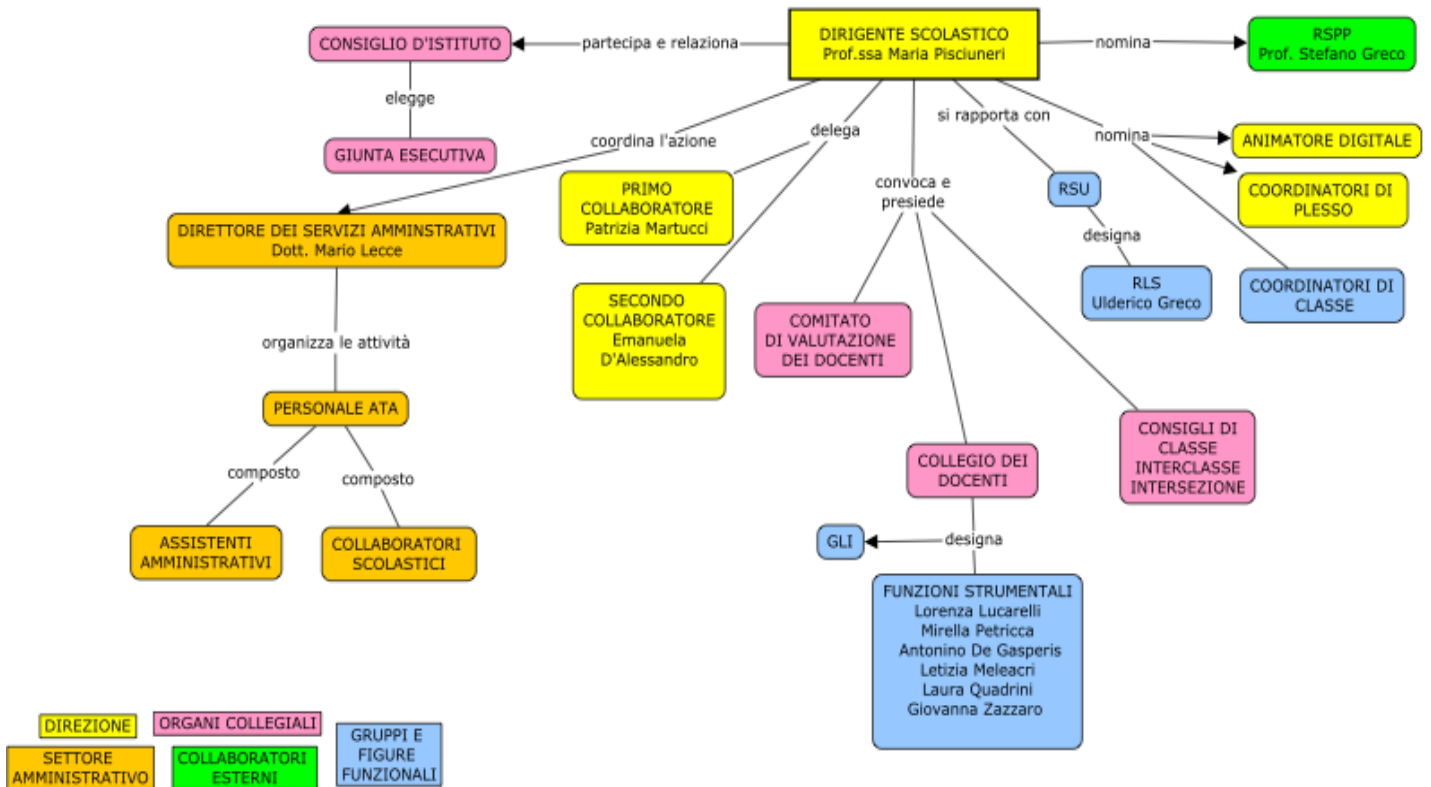 CONSIGLIO D'ISTITUTO
partecipa e relaziona
DIRIGENTE SCOLASTICO
Prof.ssa Maria Pisciuneri
nomina
RSPP
Prof. Stefano Greco
elegge
GIUNTA ESECUTIVA
coordina l'azione
delega
si rapporta con
nomina
ANIMATORE DIGITALE
COORDINATORI DI
PLESSO
PRIMO
COLLABORATORE
Patrizia Martucci
convoca e
presiede
RSU
DIRETTORE DEI SERVIZI AMMINSTRATIVI
Dott. Mario Lecce
designa
RLS
Ulderico Greco
COORDINATORI DI
CLASSE
SECONDO
COLLABORATORE
Emanuela
D'Alessandro
COMITATO
DI VALUTAZIONE
DEI DOCENTI
organizza le attività
PERSONALE ATA
CONSIGLI DI
CLASSE
INTERCLASSE
INTERSEZIONE
COLLEGIO DEI
DOCENTI
composto
composto
ASSISTENTI
AMMINISTRATIVI
COLLABORATORI
SCOLASTICI
GLI
designa
FUNZIONI STRUMENTALI
Lorenza Lucarelli
Mirella Petricca
Antonino De Gasperis
Letizia Meleacri
Laura Quadrini
Giovanna Zazzaro
DIREZIONE
ORGANI COLLEGIALI
GRUPPI E
FIGURE
FUNZIONALI
SETTORE
AMMINISTRATIVO
COLLABORATORI
ESTERNI